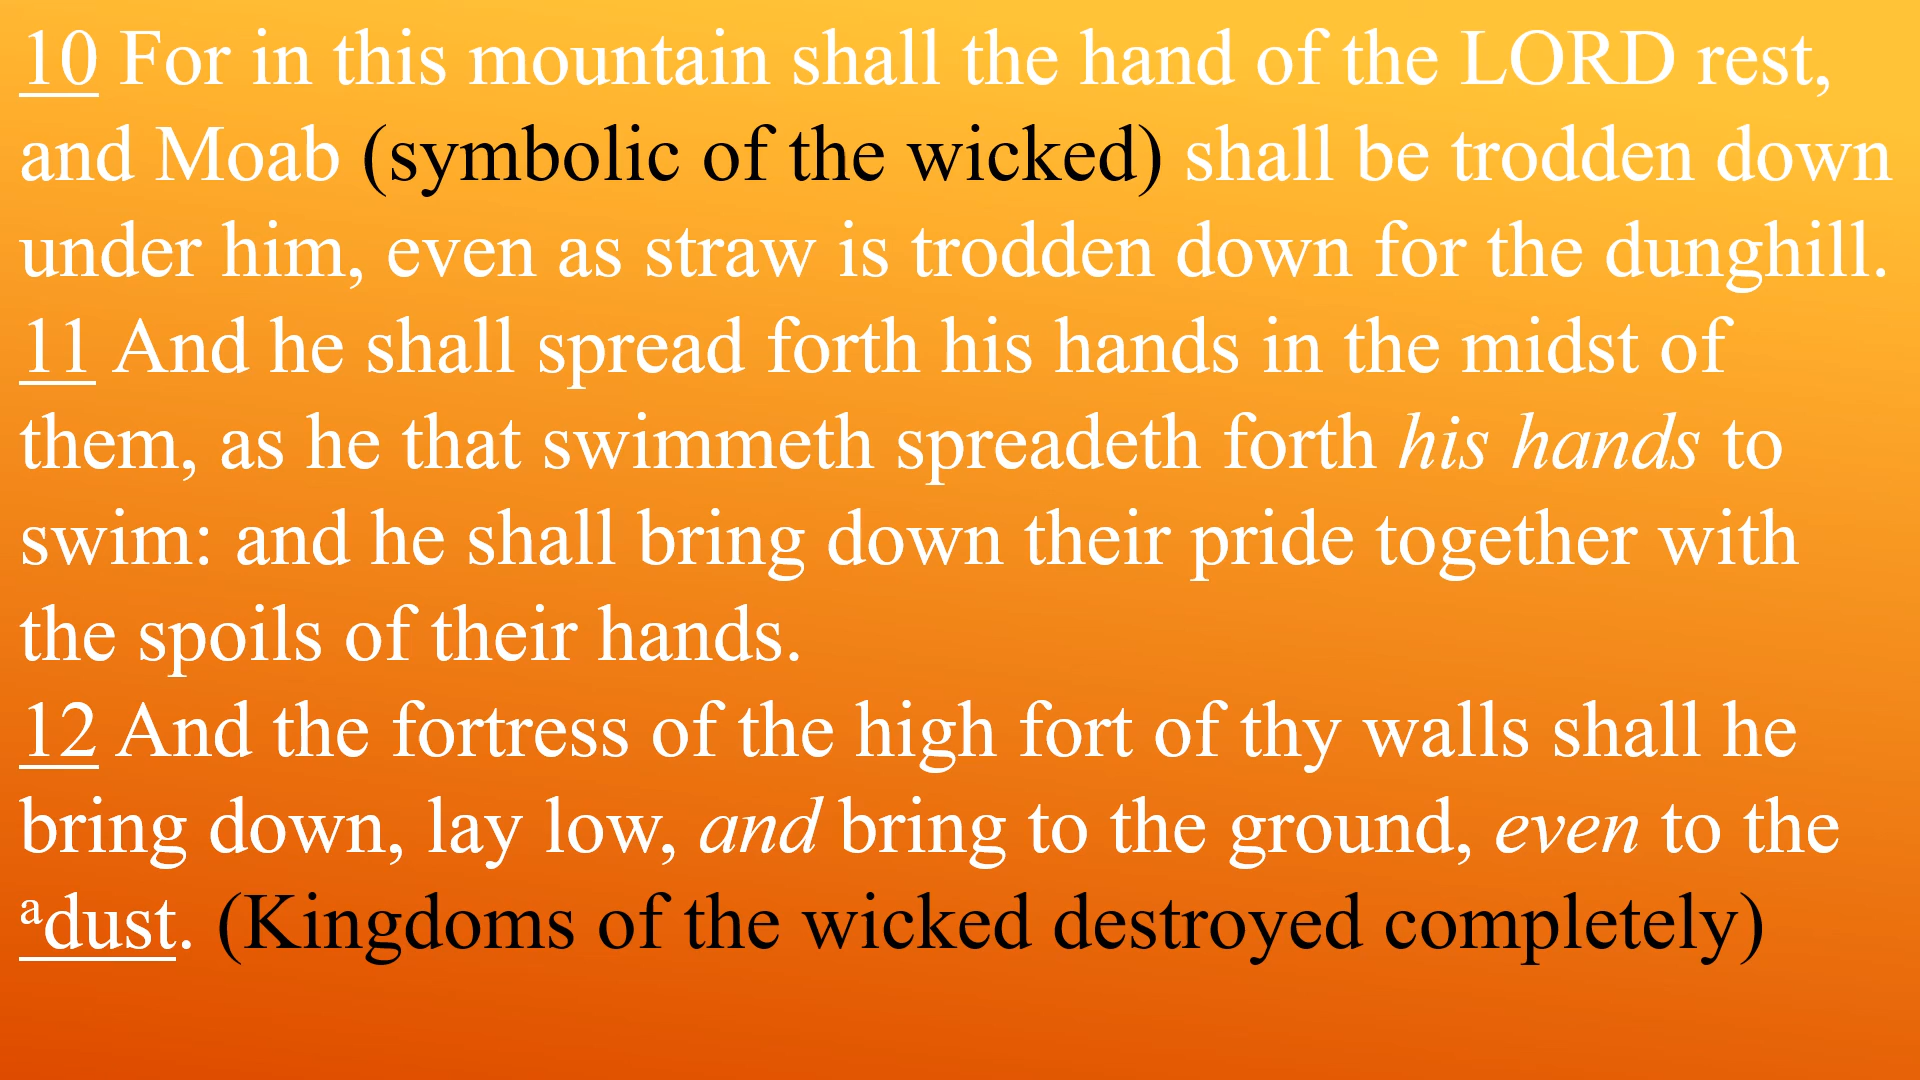 10 For in this mountain shall the hand of the LORD rest,
and Moab (symbolic of the wicked) shall be trodden down
under him, even as straw is trodden down for the dunghill.
11 And he shall spread forth his hands in the midst of
them, as he that swimmeth spreadeth forth his hands to
swim: and he shall bring down their pride together with
the spoils of their hands.
12 And the fortress of the high fort of thy walls shall he
bring down, lay low, and bring to the ground, even to the
adust. (Kingdoms of the wicked destroyed completely)